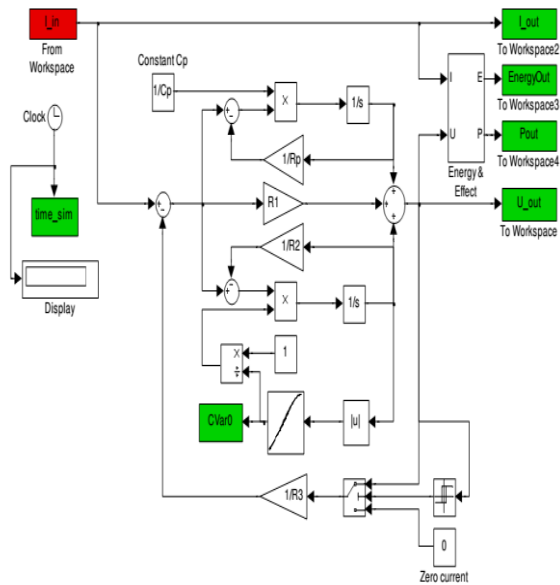 I_in
From
Workspace
I_out
To Workspace2
Constant Cp
1/Cp
×
1/s
I
E
U
P
Energy &
Effect
EnergyOut
To Workspace3
Pout
To Workspace4
Clock
1/Rp
time_sim
R1
U_out
To Workspace
1/R2
Display
×
1/s
×
÷
1
CVar0
|u|
1/R3
0
Zero current